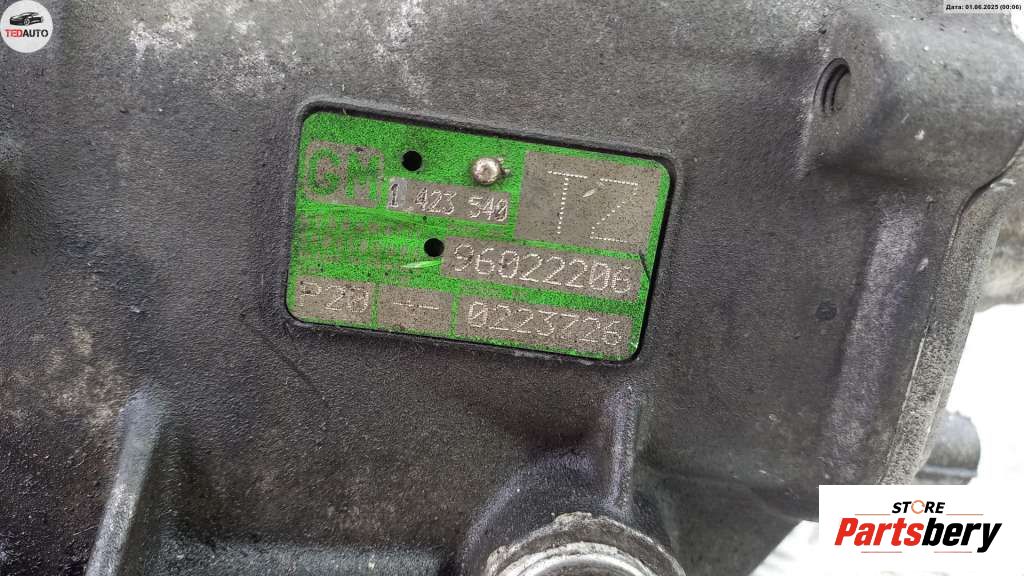 TEDAUTO
Дата: 01.06.2025 (00:06)
GM
1 423 540
TZ
96022206
P20 -- 0223726
STORE
Partsbery